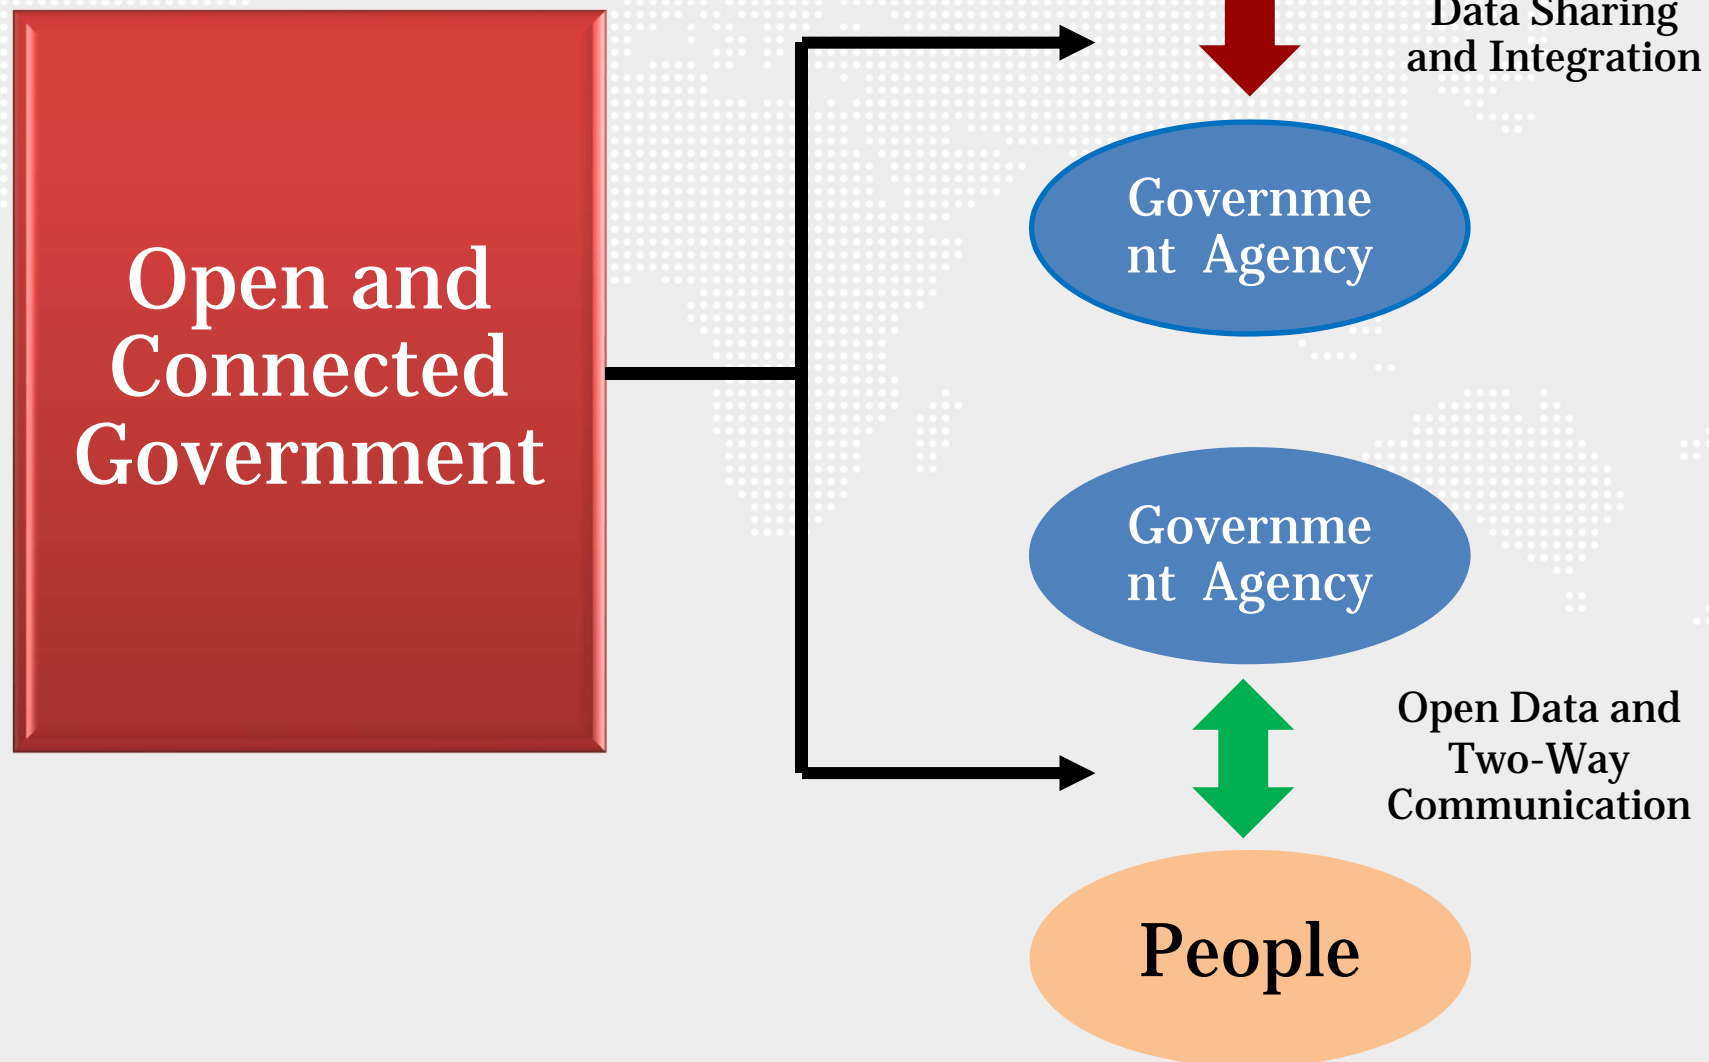 Data Sharing
and Integration
Governme
nt Agency
Open and
Connected
Government
Governme
nt Agency
Open Data and
Two-Way
Communication
People